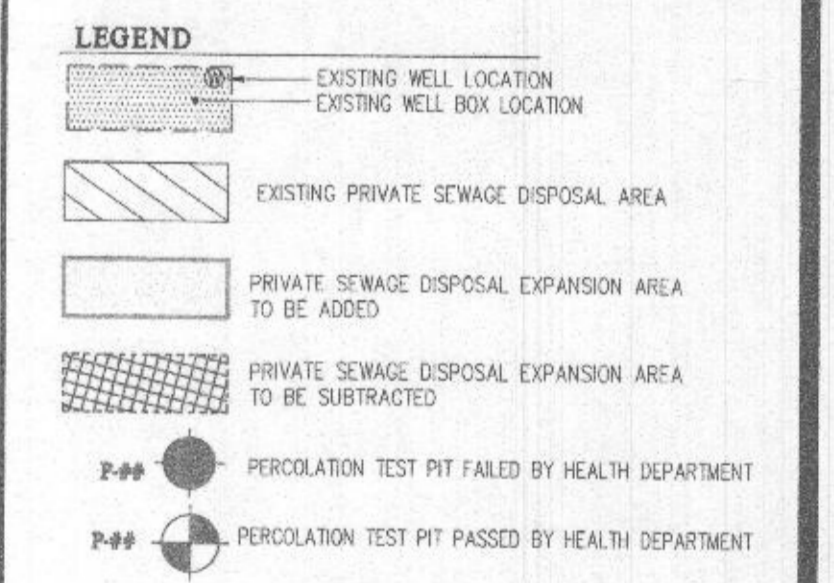 LEGEND
W
EXISTING WELL LOCATION
EXISTING WELL BOX LOCATION
EXISTING PRIVATE SEWAGE DISPOSAL AREA
PRIVATE SEWAGE DISPOSAL EXPANSION AREA
TO BE ADDED
PRIVATE SEWAGE DISPOSAL EXPANSION AREA
TO BE SUBTRACTED
P-## PERCOLATION TEST PIT FAILED BY HEALTH DEPARTMENT
P-## PERCOLATION TEST PIT PASSED BY HEALTH DEPARTMENT